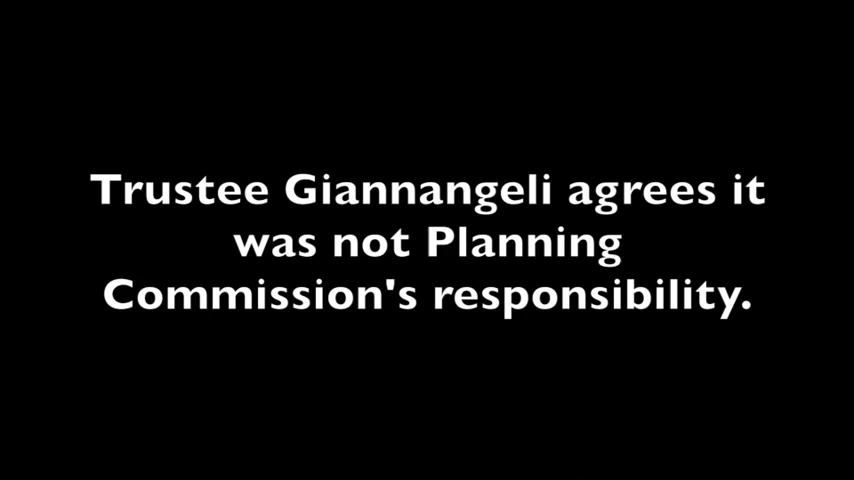 Trustee Giannangeli agrees it
was not Planning
Commission's responsibility.